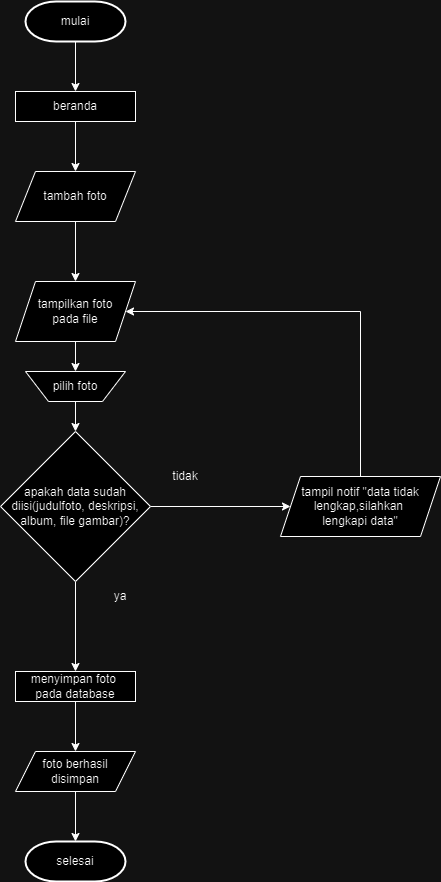 mulai
beranda
tambah foto
tampilkan foto
pada file
pilih foto
apakah data sudah
diisi(judulfoto, deskripsi,
album, file gambar)?
tidak
tampil notif "data tidak
lengkap,silahkan
lengkapi data"
ya
menyimpan foto
pada database
foto berhasil
disimpan
selesai